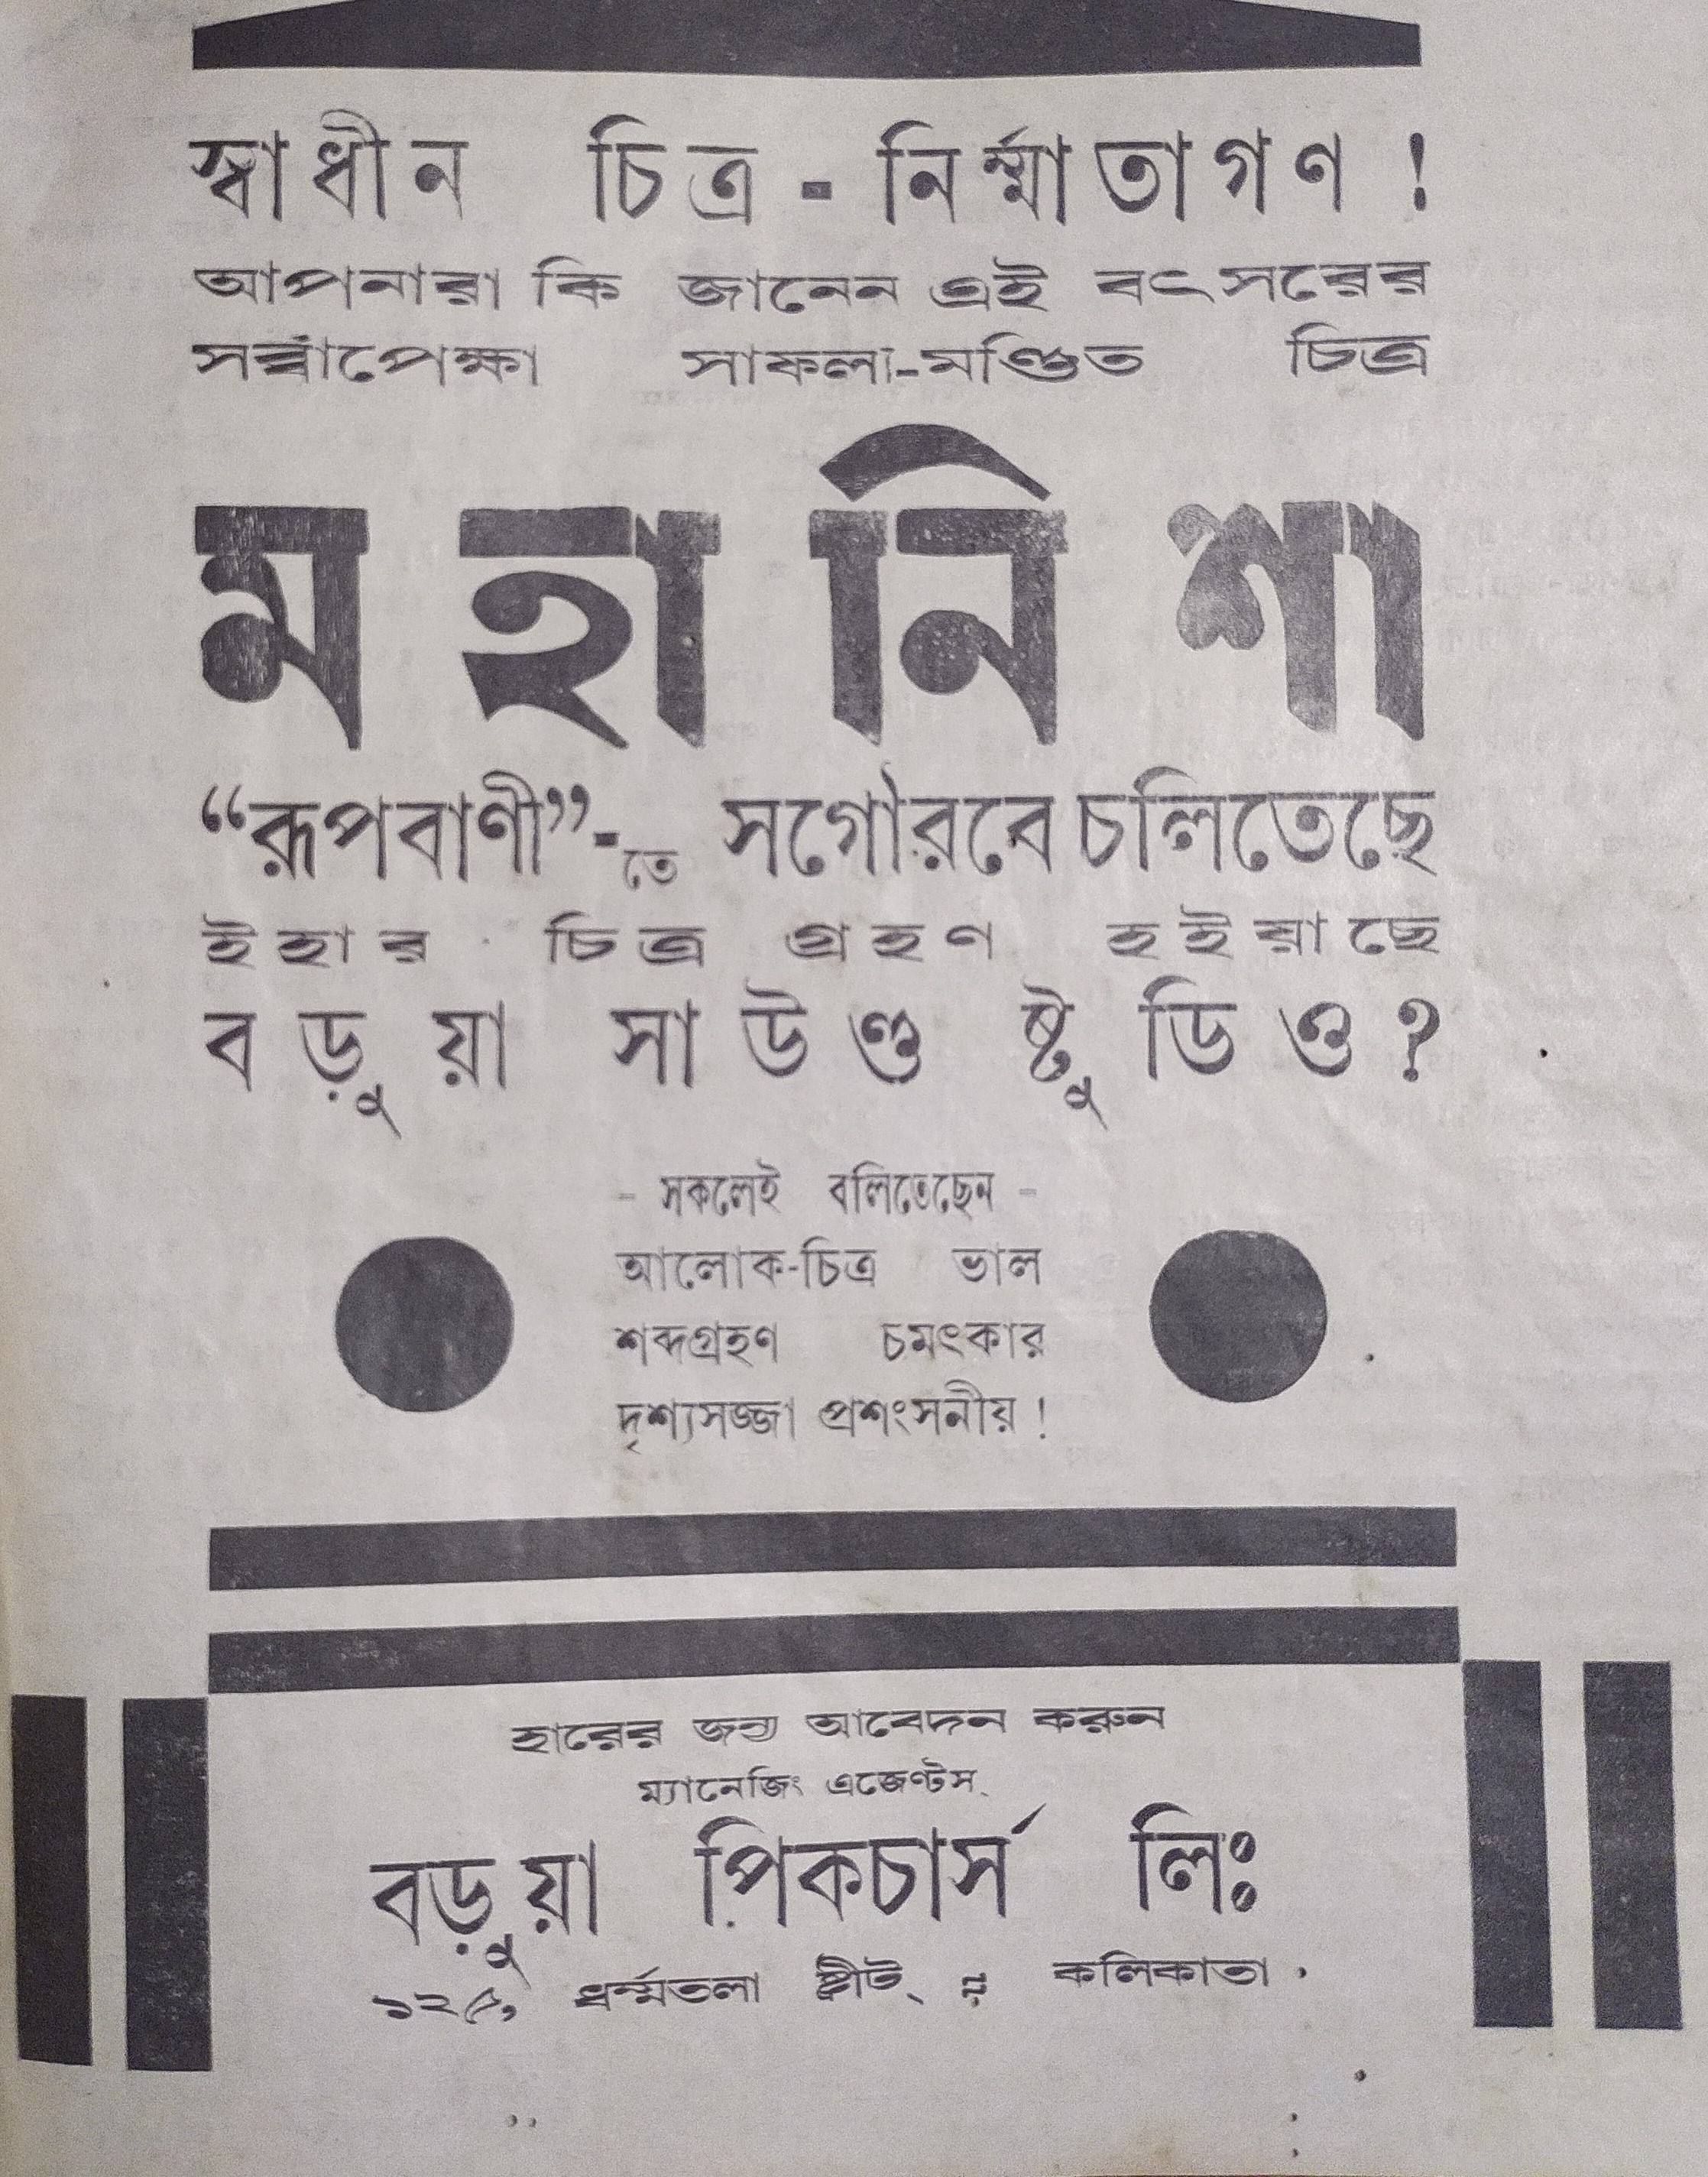 স্বাধীন চিত্র-নির্ম্মাতাগণ !
আপনারা কি জানেন এই বৎসরের
সর্ব্বাপেক্ষা সাফল্য-মণ্ডিত চিত্র
মহানিশা
“রূপবাণী”-তে সগৌরবে চলিতেছে
ইহার চিত্র গ্রহণ হইয়াছে
বড়ুয়া সাউণ্ড ষ্টুডিও?
- সকলেই বলিতেছেন -
আলোক-চিত্র ভাল
শব্দগ্রহণ চমৎকার
দৃশ্যসজ্জা প্রশংসনীয় !
হারের জন্য আবেদন করুন
ম্যানেজিং এজেণ্টস্
বড়ুয়া পিকচার্স লিঃ
১২৫, ধর্ম্মতলা ষ্ট্রীট্ :: কলিকাতা ·